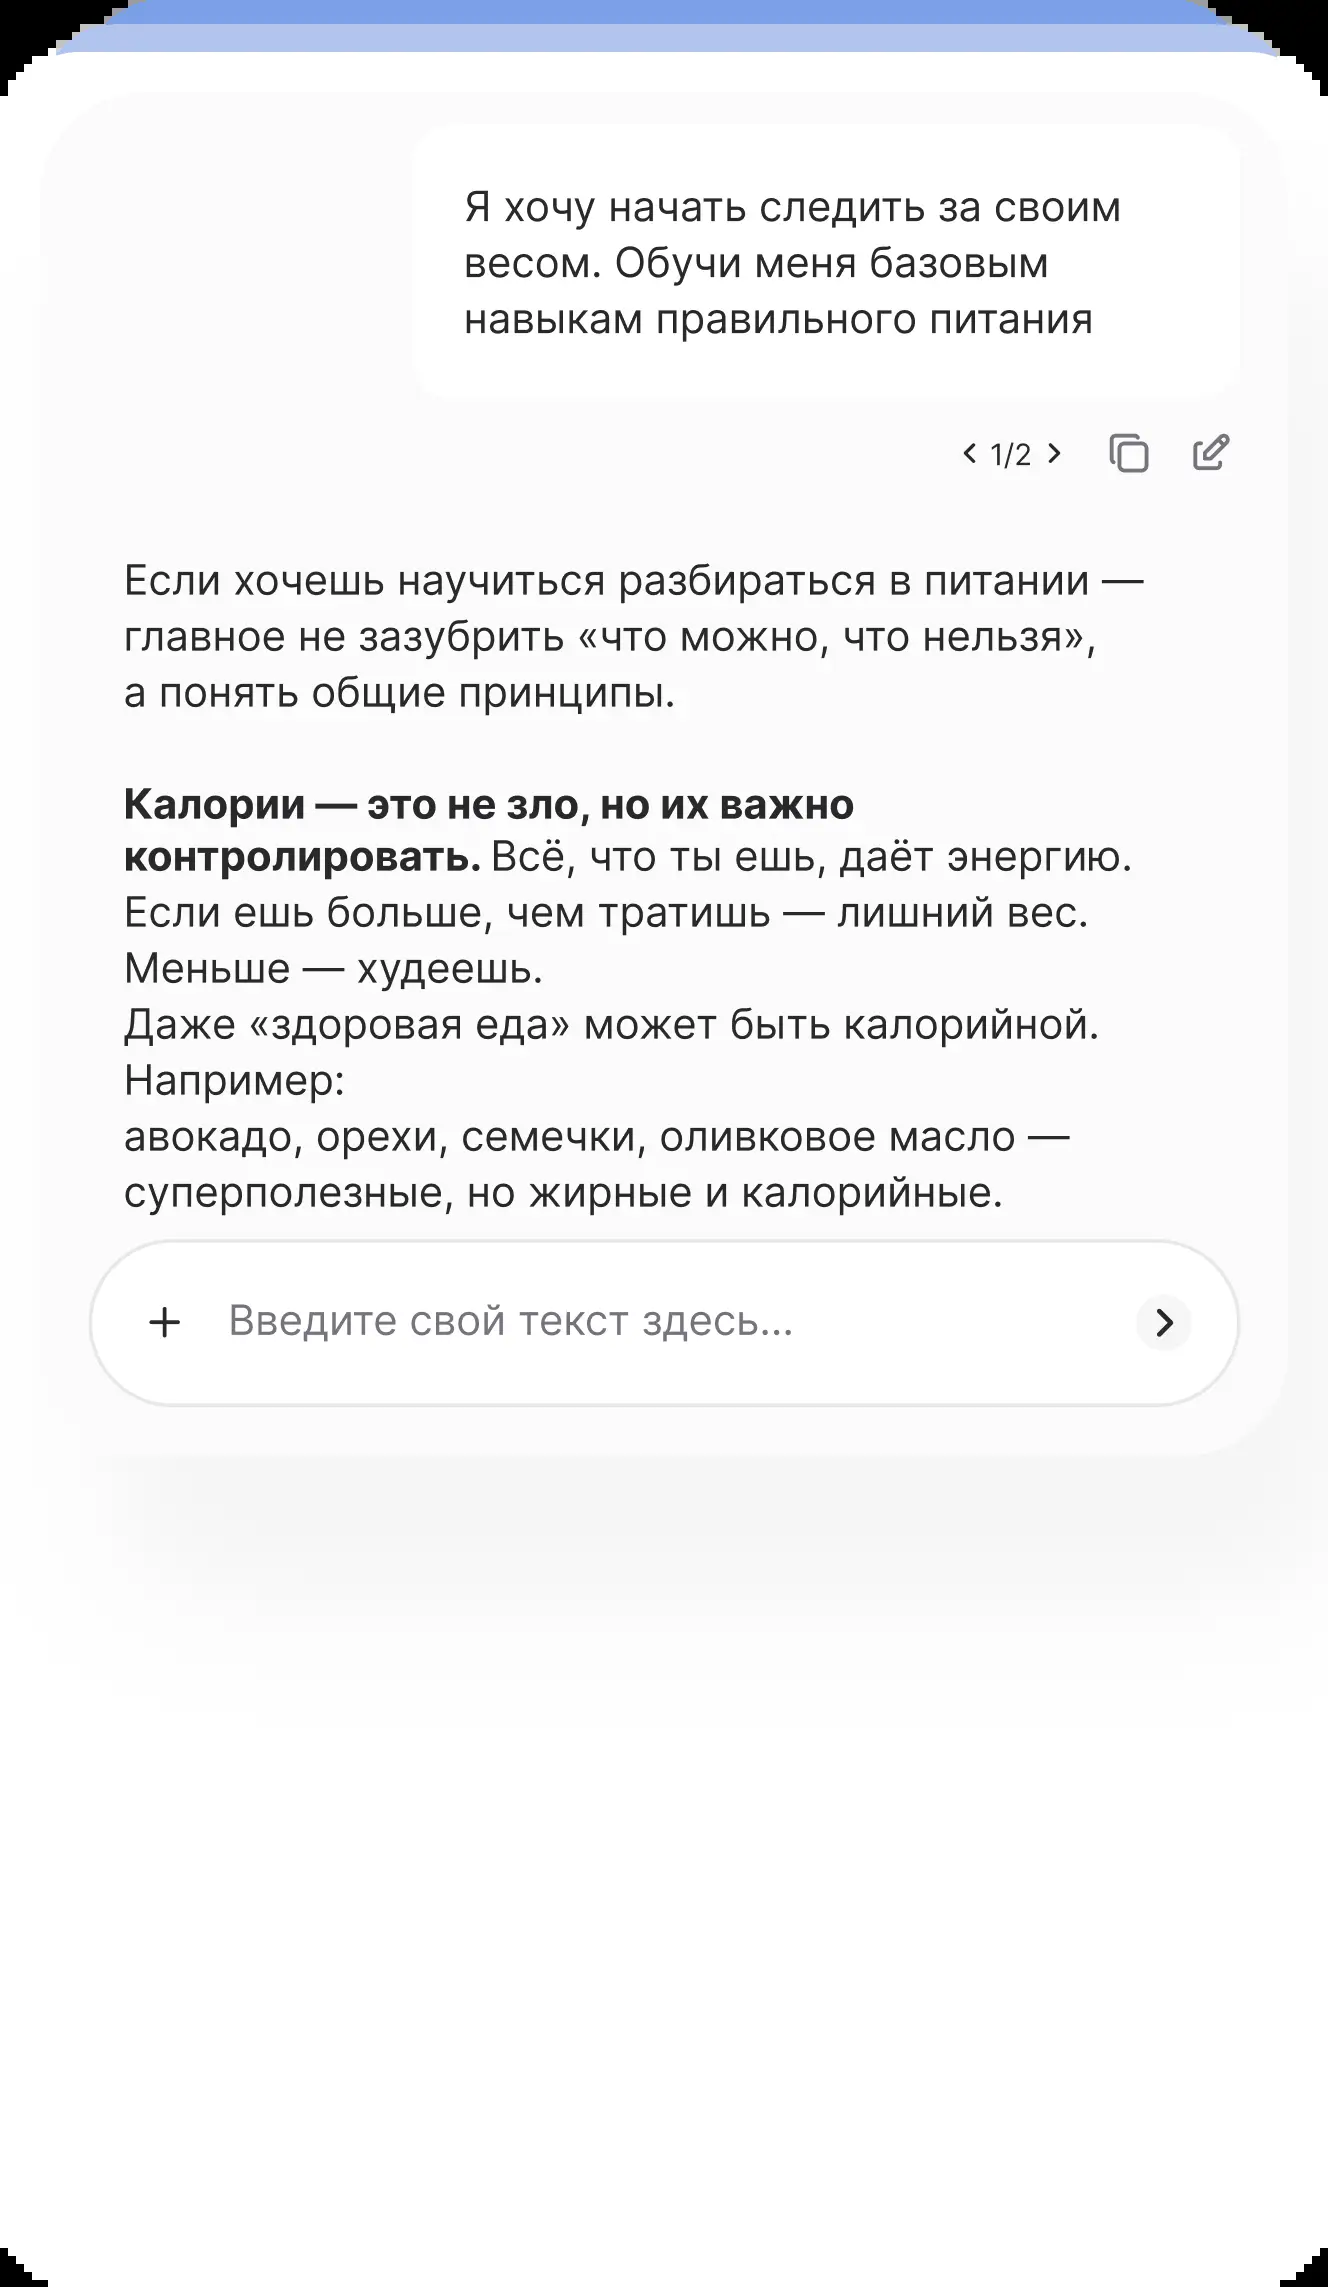 Я хочу начать следить за своим
весом. Обучи меня базовым
навыкам правильного питания
1/2
Если хочешь научиться разбираться в питании —
главное не зазубрить «что можно, что нельзя»,
а понять общие принципы.
Калории — это не зло, но их важно
контролировать. Всё, что ты ешь, даёт энергию.
Если ешь больше, чем тратишь — лишний вес.
Меньше — худеешь.
Даже «здоровая еда» может быть калорийной.
Например:
авокадо, орехи, семечки, оливковое масло —
суперполезные, но жирные и калорийные.
Введите свой текст здесь...